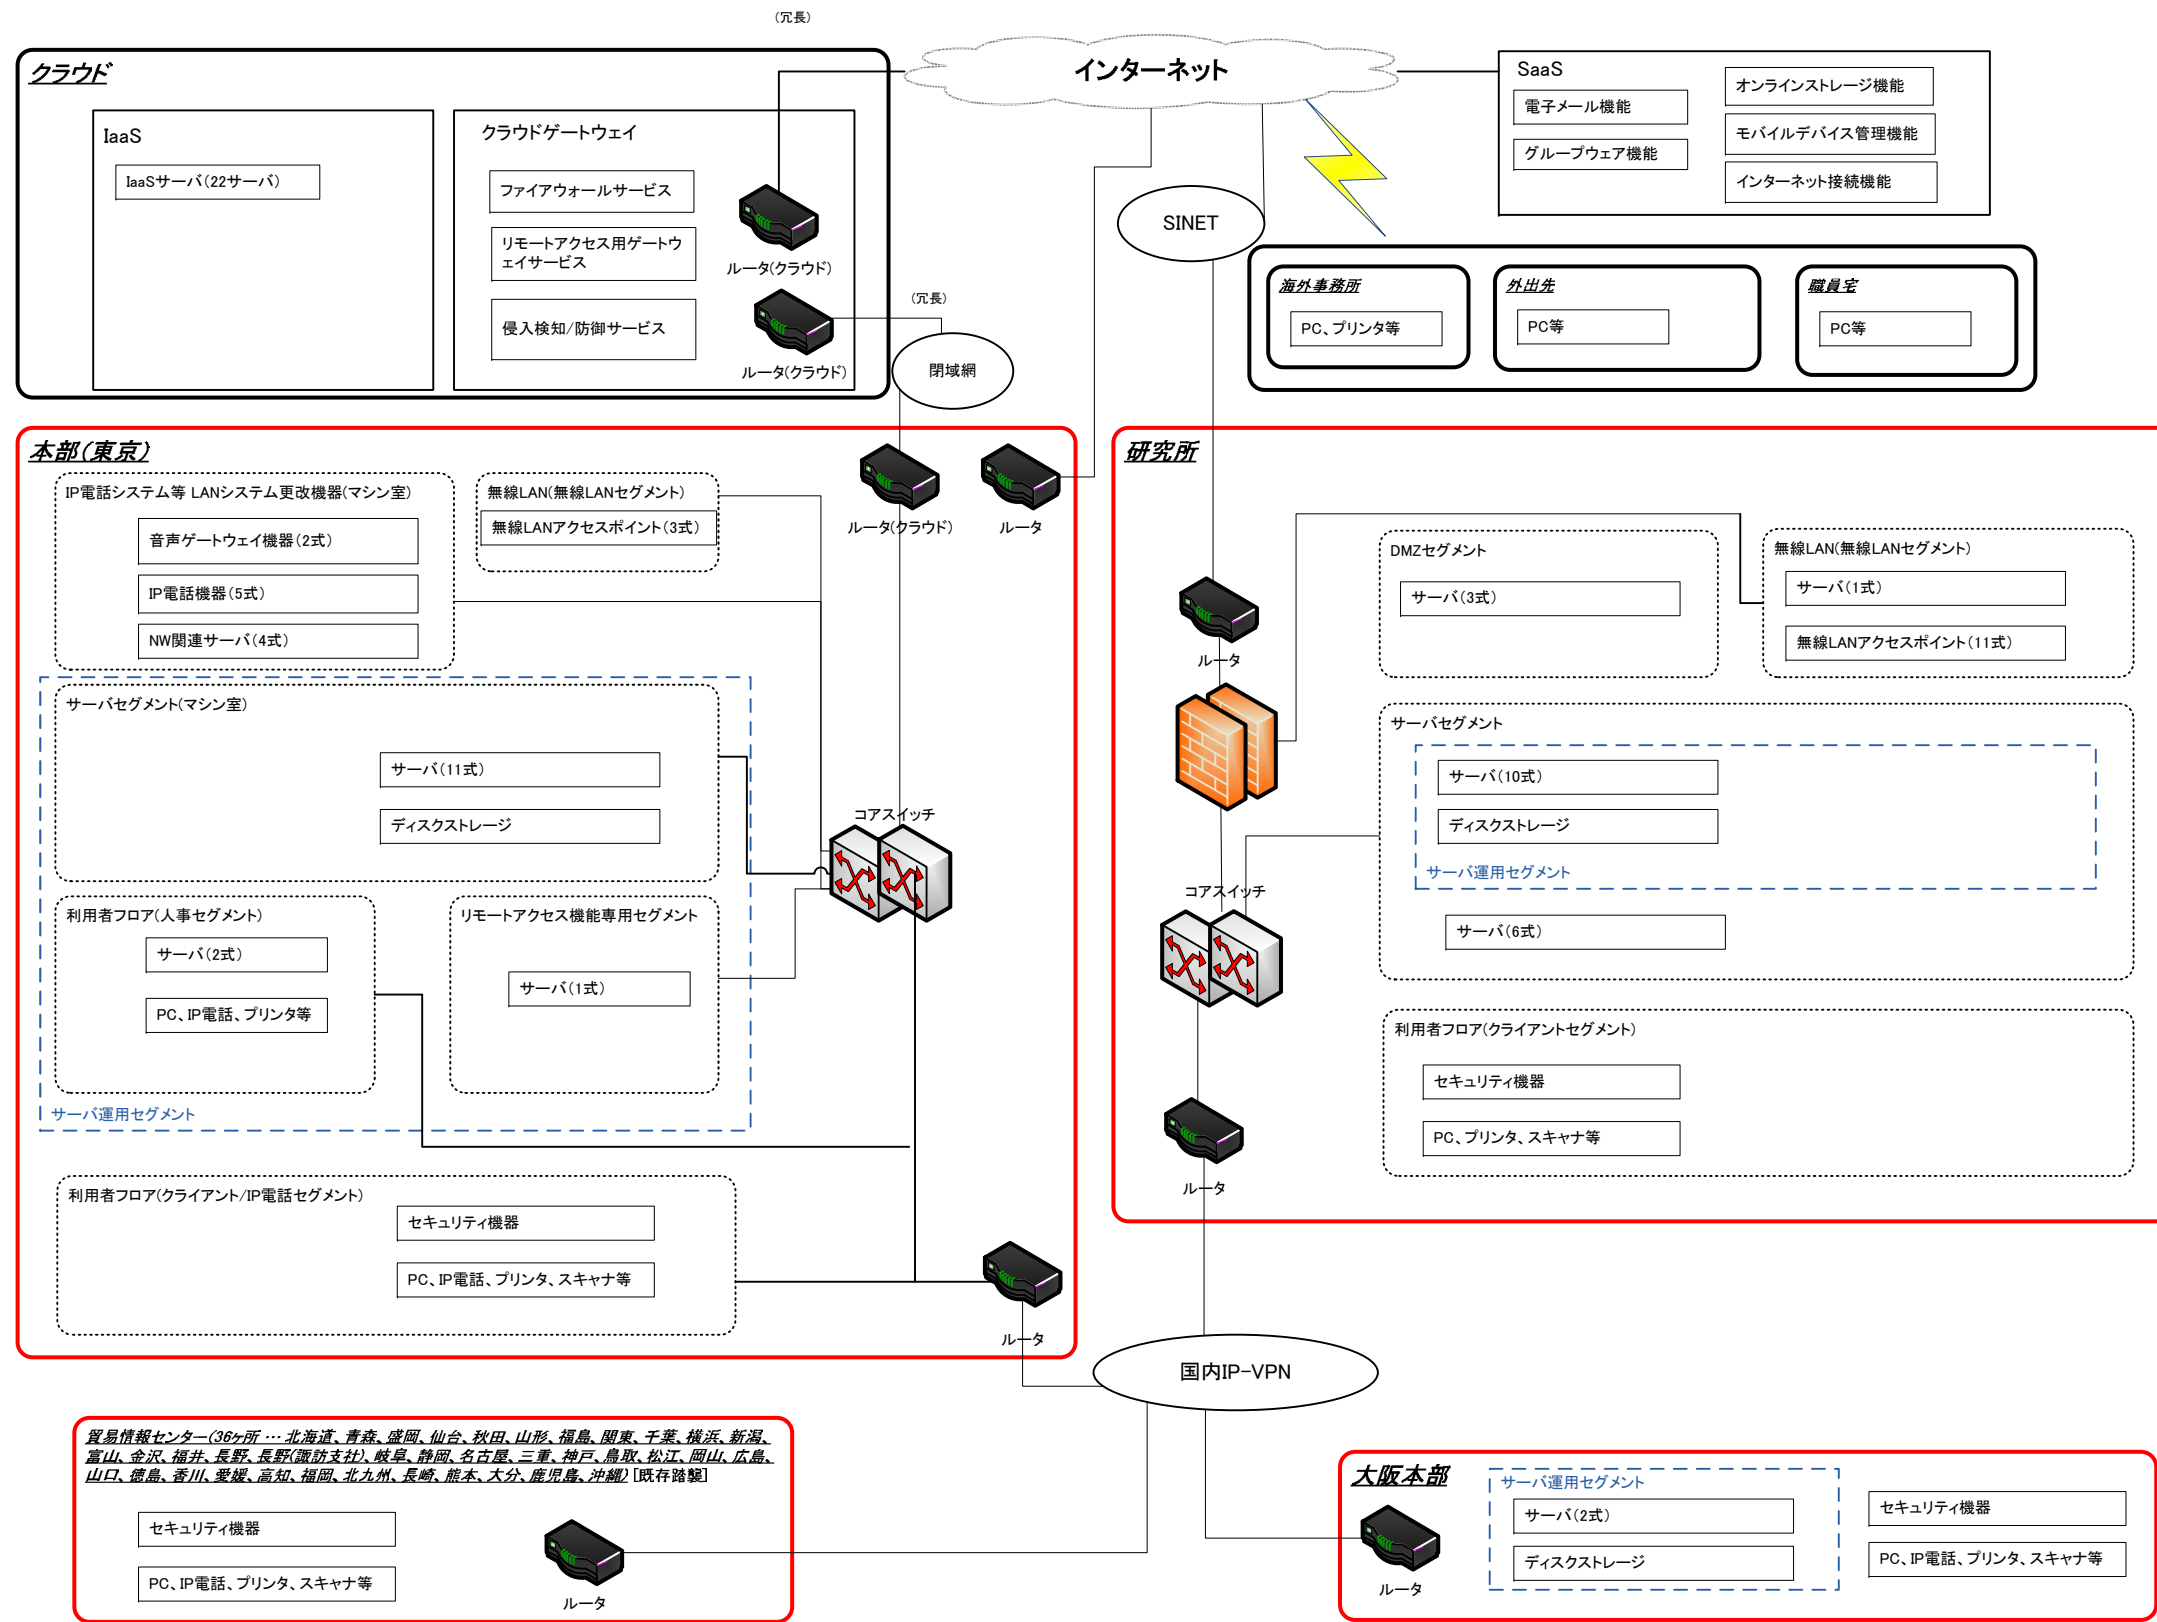 (冗長)
クラウド
IaaS
IaaSサーバ(22サーバ)
クラウドゲートウェイ
ファイアウォールサービス
リモートアクセス用ゲートウ
ェイサービス
侵入検知/防御サービス
ルータ(クラウド)
ルータ(クラウド)
インターネット
SaaS
電子メール機能
グループウェア機能
オンラインストレージ機能
モバイルデバイス管理機能
インターネット接続機能
SINET
(冗長)
閉域網
海外事務所
PC、プリンタ等
外出先
PC等
職員宅
PC等
本部(東京)
IP電話システム等 LANシステム更改機器(マシン室)
音声ゲートウェイ機器(2式)
IP電話機器(5式)
NW関連サーバ(4式)
無線LAN(無線LANセグメント)
無線LANアクセスポイント(3式)
ルータ(クラウド)
ルータ
サーバセグメント(マシン室)
サーバ(11式)
ディスクストレージ
コアスイッチ
利用者フロア(人事セグメント)
サーバ(2式)
PC、IP電話、プリンタ等
リモートアクセス機能専用セグメント
サーバ(1式)
サーバ運用セグメント
利用者フロア(クライアント/IP電話セグメント)
セキュリティ機器
PC、IP電話、プリンタ、スキャナ等
ルータ
研究所
ルータ
DMZセグメント
サーバ(3式)
無線LAN(無線LANセグメント)
サーバ(1式)
無線LANアクセスポイント(11式)
サーバセグメント
サーバ(10式)
ディスクストレージ
サーバ運用セグメント
サーバ(6式)
コアスイッチ
利用者フロア(クライアントセグメント)
セキュリティ機器
PC、プリンタ、スキャナ等
ルータ
国内IP-VPN
貿易情報センター(36ヶ所 … 北海道、青森、盛岡、仙台、秋田、山形、福島、関東、千葉、横浜、新潟、
富山、金沢、福井、長野、長野(諏訪支社)、岐阜、静岡、名古屋、三重、神戸、鳥取、松江、岡山、広島、
山口、徳島、香川、愛媛、高知、福岡、北九州、長崎、熊本、大分、鹿児島、沖縄) [既存踏襲]
セキュリティ機器
PC、IP電話、プリンタ、スキャナ等
ルータ
大阪本部
ルータ
サーバ運用セグメント
サーバ(2式)
ディスクストレージ
セキュリティ機器
PC、IP電話、プリンタ、スキャナ等